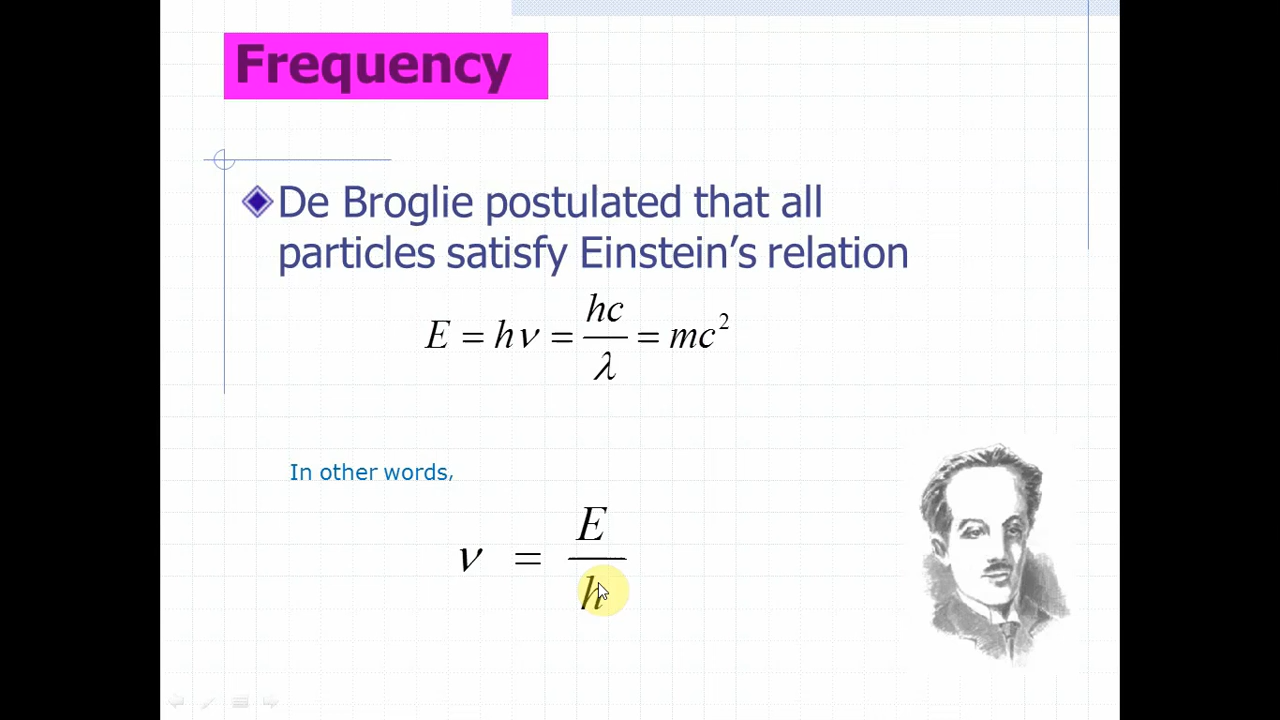 Frequency
De Broglie postulated that all
particles satisfy Einstein’s relation
E = hν = hc/λ = mc²
In other words,
ν = E/h